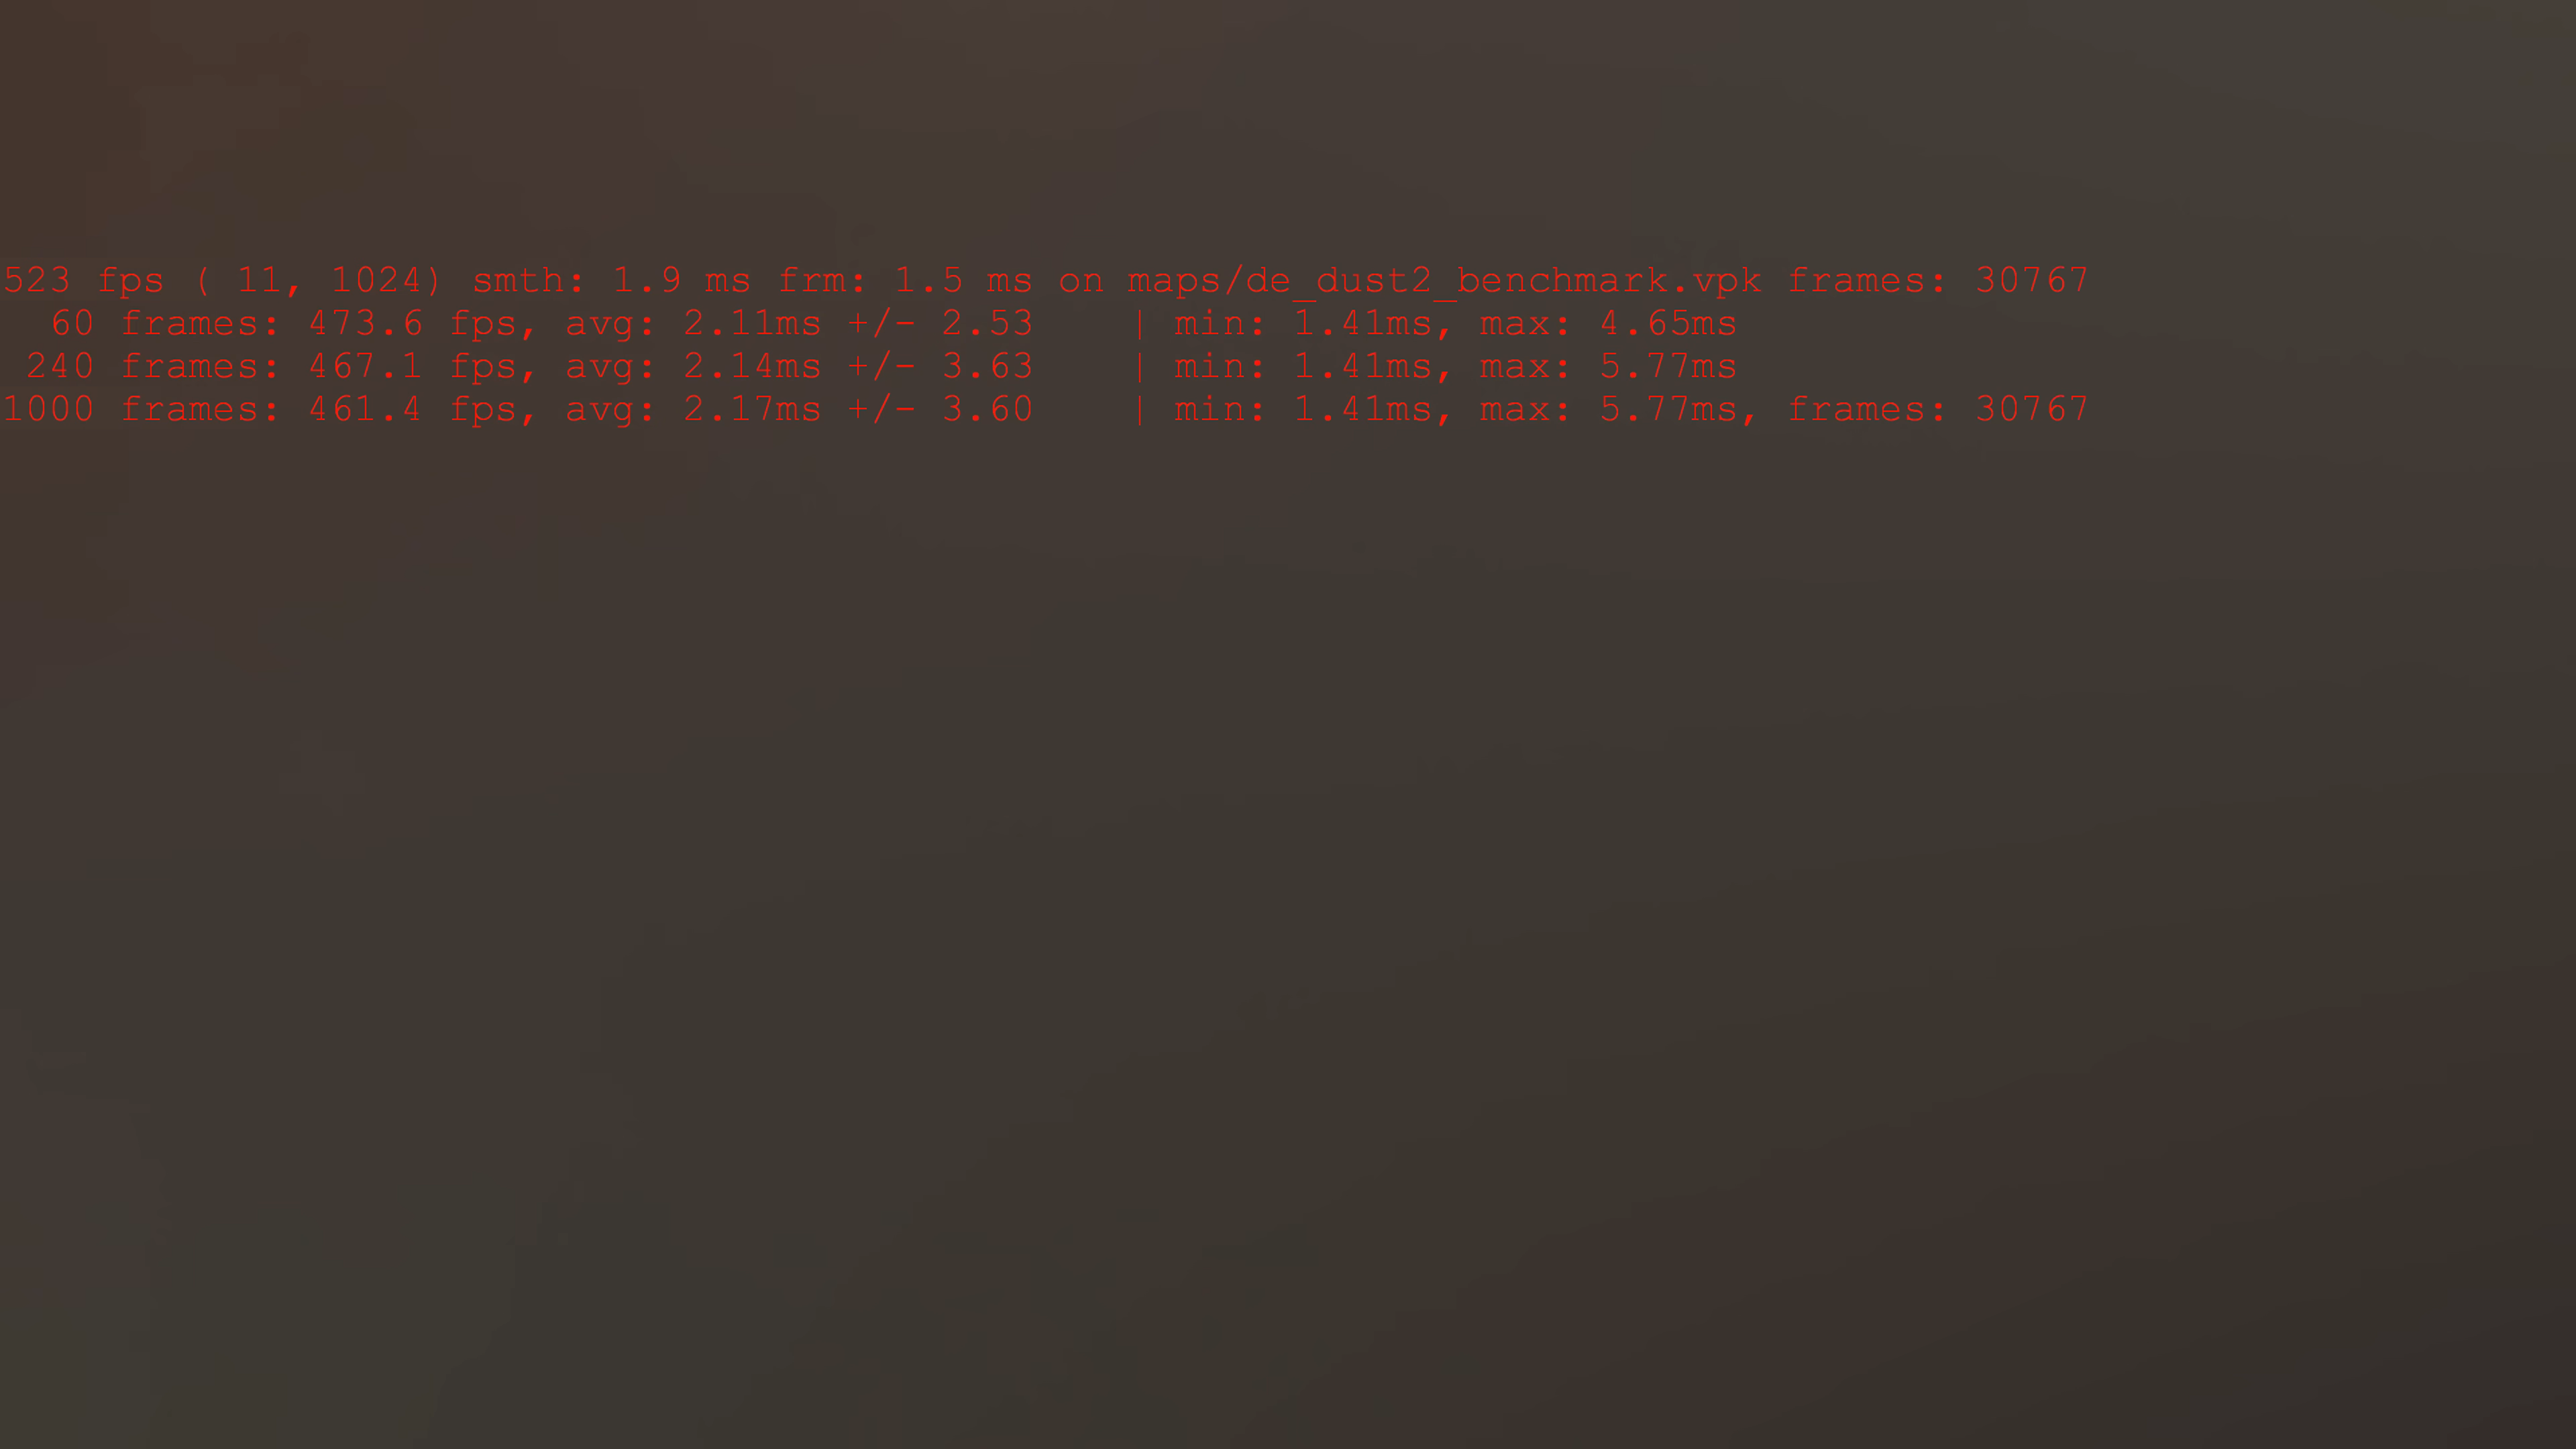 523 fps ( 11, 1024) smth: 1.9 ms frm: 1.5 ms on maps/de_dust2_benchmark.vpk frames: 30767
60 frames: 473.6 fps, avg: 2.11ms +/- 2.53 | min: 1.41ms, max: 4.65ms
240 frames: 467.1 fps, avg: 2.14ms +/- 3.63 | min: 1.41ms, max: 5.77ms
1000 frames: 461.4 fps, avg: 2.17ms +/- 3.60 | min: 1.41ms, max: 5.77ms, frames: 30767